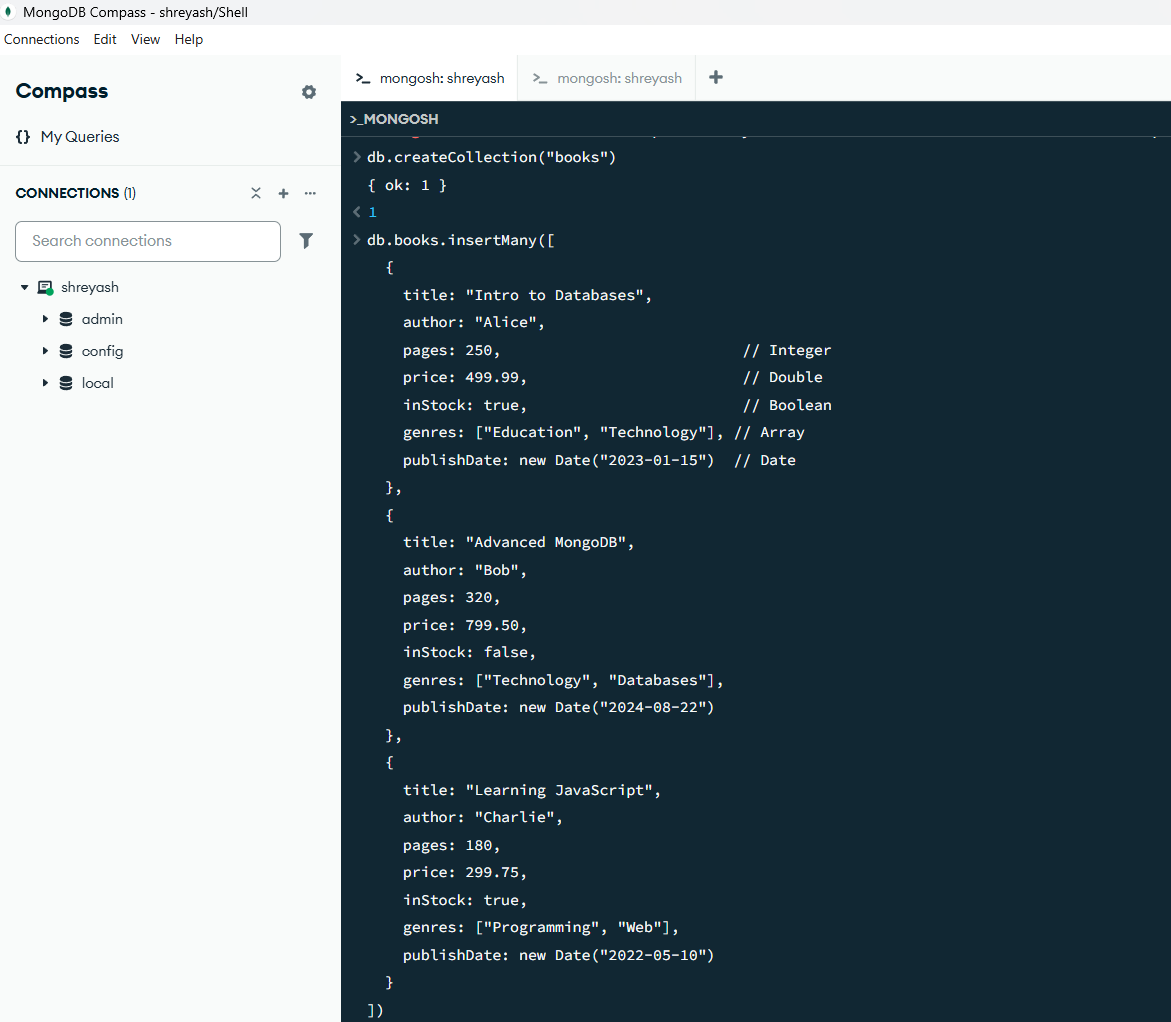 MongoDB Compass - shreyash/Shell
Connections Edit View Help
Compass
My Queries
CONNECTIONS (1)
Search connections
shreyash
admin
config
local
>_ mongosh: shreyash >_ mongosh: shreyash +
>_MONGOSH
> db.createCollection("books")
{ ok: 1 }
< 1
> db.books.insertMany([
{
title: "Intro to Databases",
author: "Alice",
pages: 250, // Integer
price: 499.99, // Double
inStock: true, // Boolean
genres: ["Education", "Technology"], // Array
publishDate: new Date("2023-01-15") // Date
},
{
title: "Advanced MongoDB",
author: "Bob",
pages: 320,
price: 799.50,
inStock: false,
genres: ["Technology", "Databases"],
publishDate: new Date("2024-08-22")
},
{
title: "Learning JavaScript",
author: "Charlie",
pages: 180,
price: 299.75,
inStock: true,
genres: ["Programming", "Web"],
publishDate: new Date("2022-05-10")
}
])